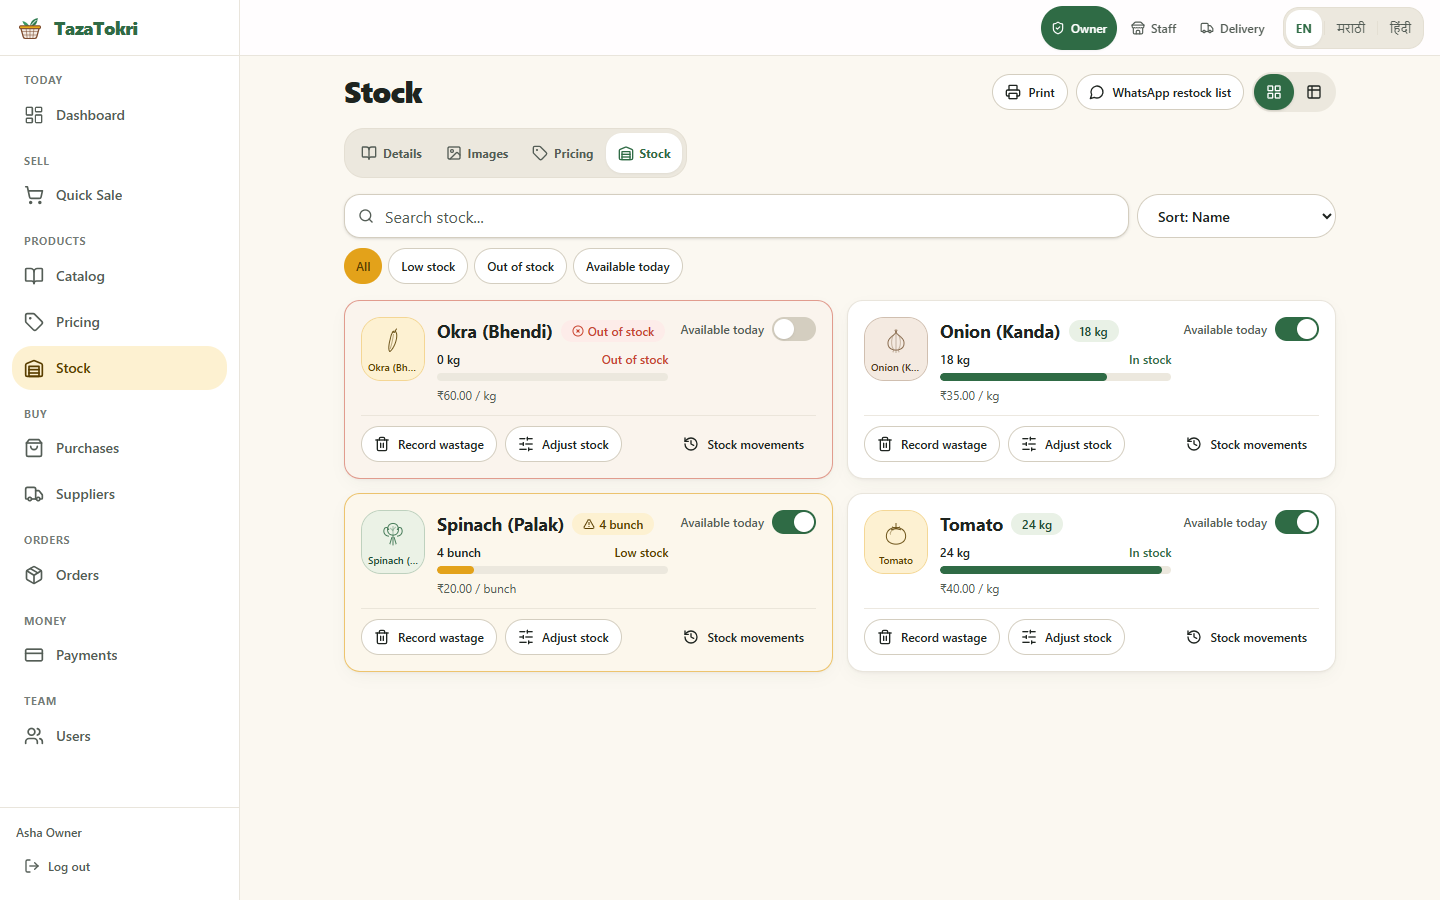 TazaTokri
Owner
Staff
Delivery
EN
मराठी
हिंदी
TODAY
Dashboard
SELL
Quick Sale
PRODUCTS
Catalog
Pricing
Stock
BUY
Purchases
Suppliers
ORDERS
Orders
MONEY
Payments
TEAM
Users
Asha Owner
Log out
Stock
Print
WhatsApp restock list
Details
Images
Pricing
Stock
Search stock...
Sort: Name
All
Low stock
Out of stock
Available today
Okra (Bh...
Okra (Bhendi)
Out of stock
Available today
0 kg
Out of stock
₹60.00 / kg
Record wastage
Adjust stock
Stock movements
Onion (K...
Onion (Kanda)
18 kg
Available today
18 kg
In stock
₹35.00 / kg
Record wastage
Adjust stock
Stock movements
Spinach (...
Spinach (Palak)
4 bunch
Available today
4 bunch
Low stock
₹20.00 / bunch
Record wastage
Adjust stock
Stock movements
Tomato
Tomato
24 kg
Available today
24 kg
In stock
₹40.00 / kg
Record wastage
Adjust stock
Stock movements